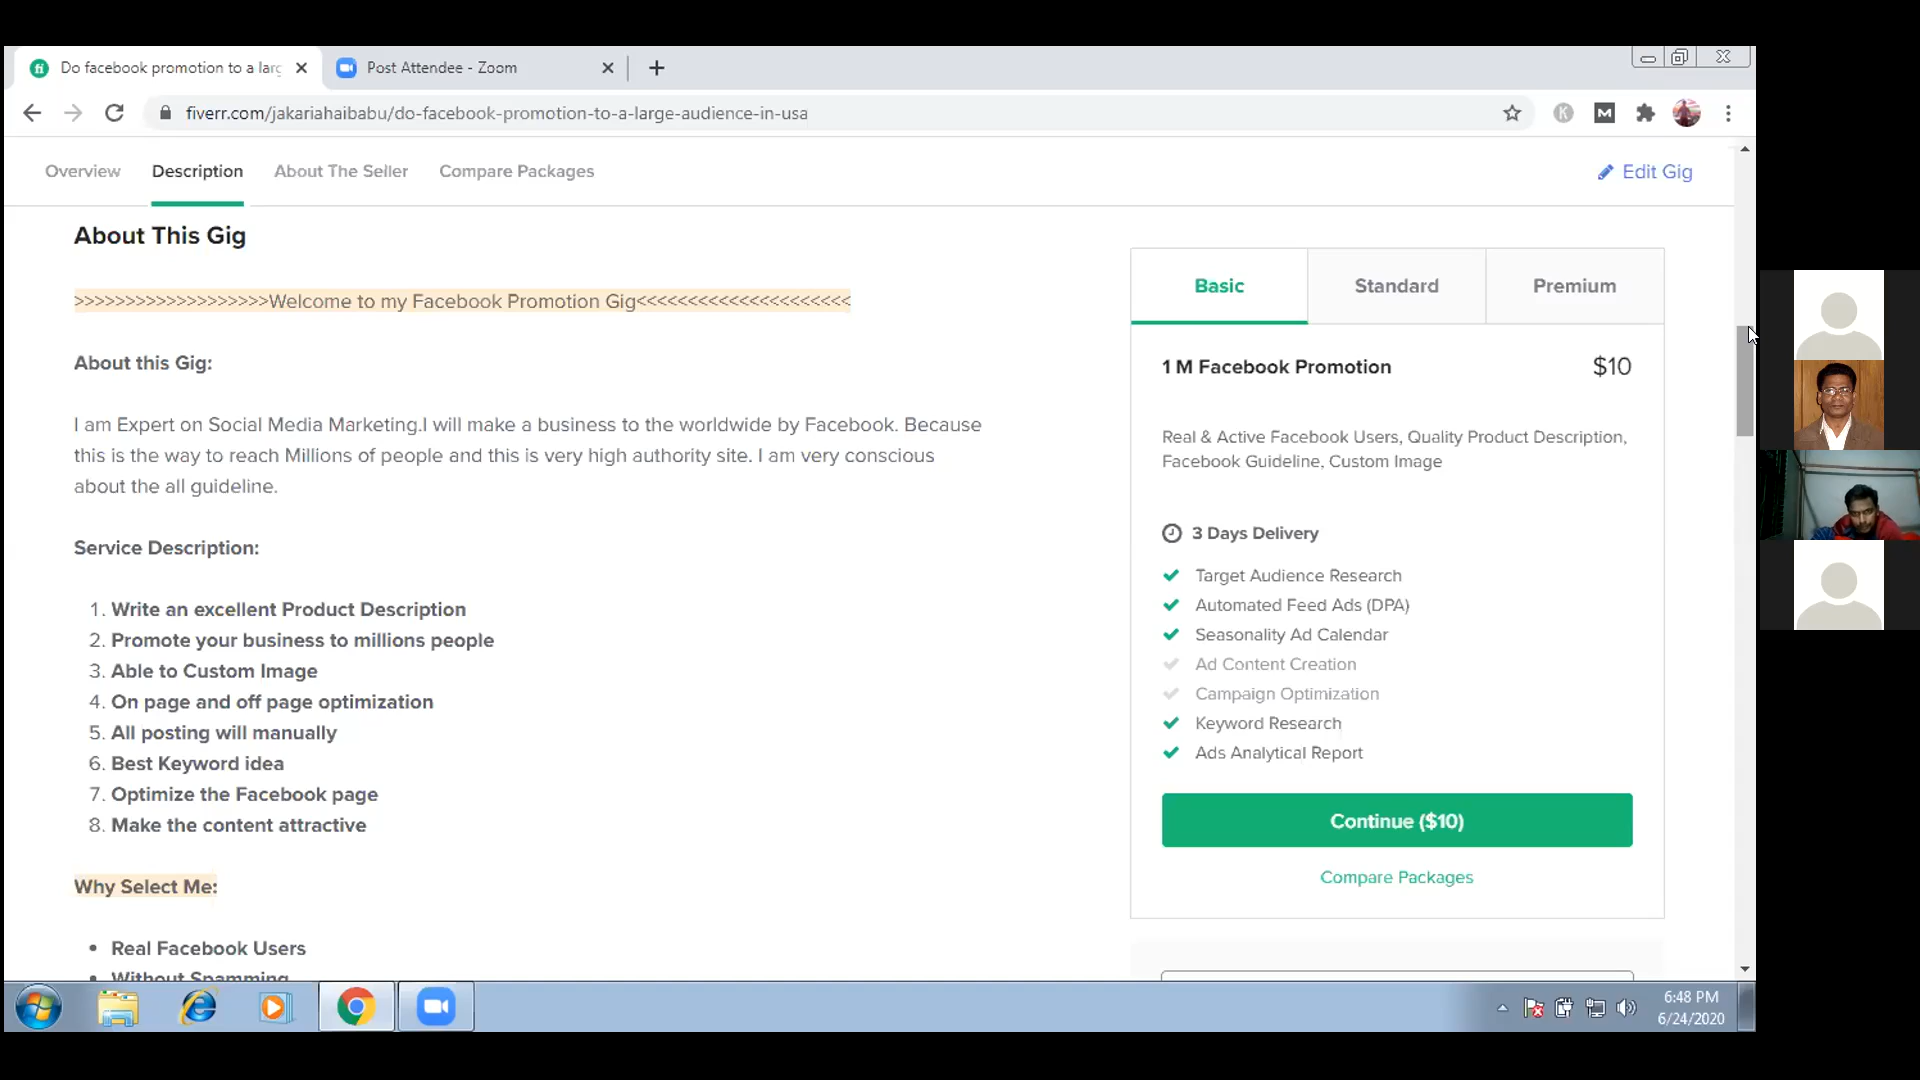 Do facebook promotion to a larg
Post Attendee - Zoom
fiverr.com/jakariahaibabu/do-facebook-promotion-to-a-large-audience-in-usa
Overview
Description
About The Seller
Compare Packages
Edit Gig
About This Gig
>>>>>>>>>>>>>>>>>>>Welcome to my Facebook Promotion Gig<<<<<<<<<<<<<<<<<<<<<
About this Gig:
I am Expert on Social Media Marketing.I will make a business to the worldwide by Facebook. Because
this is the way to reach Millions of people and this is very high authority site. I am very conscious
about the all guideline.
Service Description:
1. Write an excellent Product Description
2. Promote your business to millions people
3. Able to Custom Image
4. On page and off page optimization
5. All posting will manually
6. Best Keyword idea
7. Optimize the Facebook page
8. Make the content attractive
Why Select Me:
• Real Facebook Users
• Without Spamming
Basic
Standard
Premium
1 M Facebook Promotion
$10
Real & Active Facebook Users, Quality Product Description,
Facebook Guideline, Custom Image
3 Days Delivery
Target Audience Research
Automated Feed Ads (DPA)
Seasonality Ad Calendar
Ad Content Creation
Campaign Optimization
Keyword Research
Ads Analytical Report
Continue ($10)
Compare Packages
6:48 PM
6/24/2020